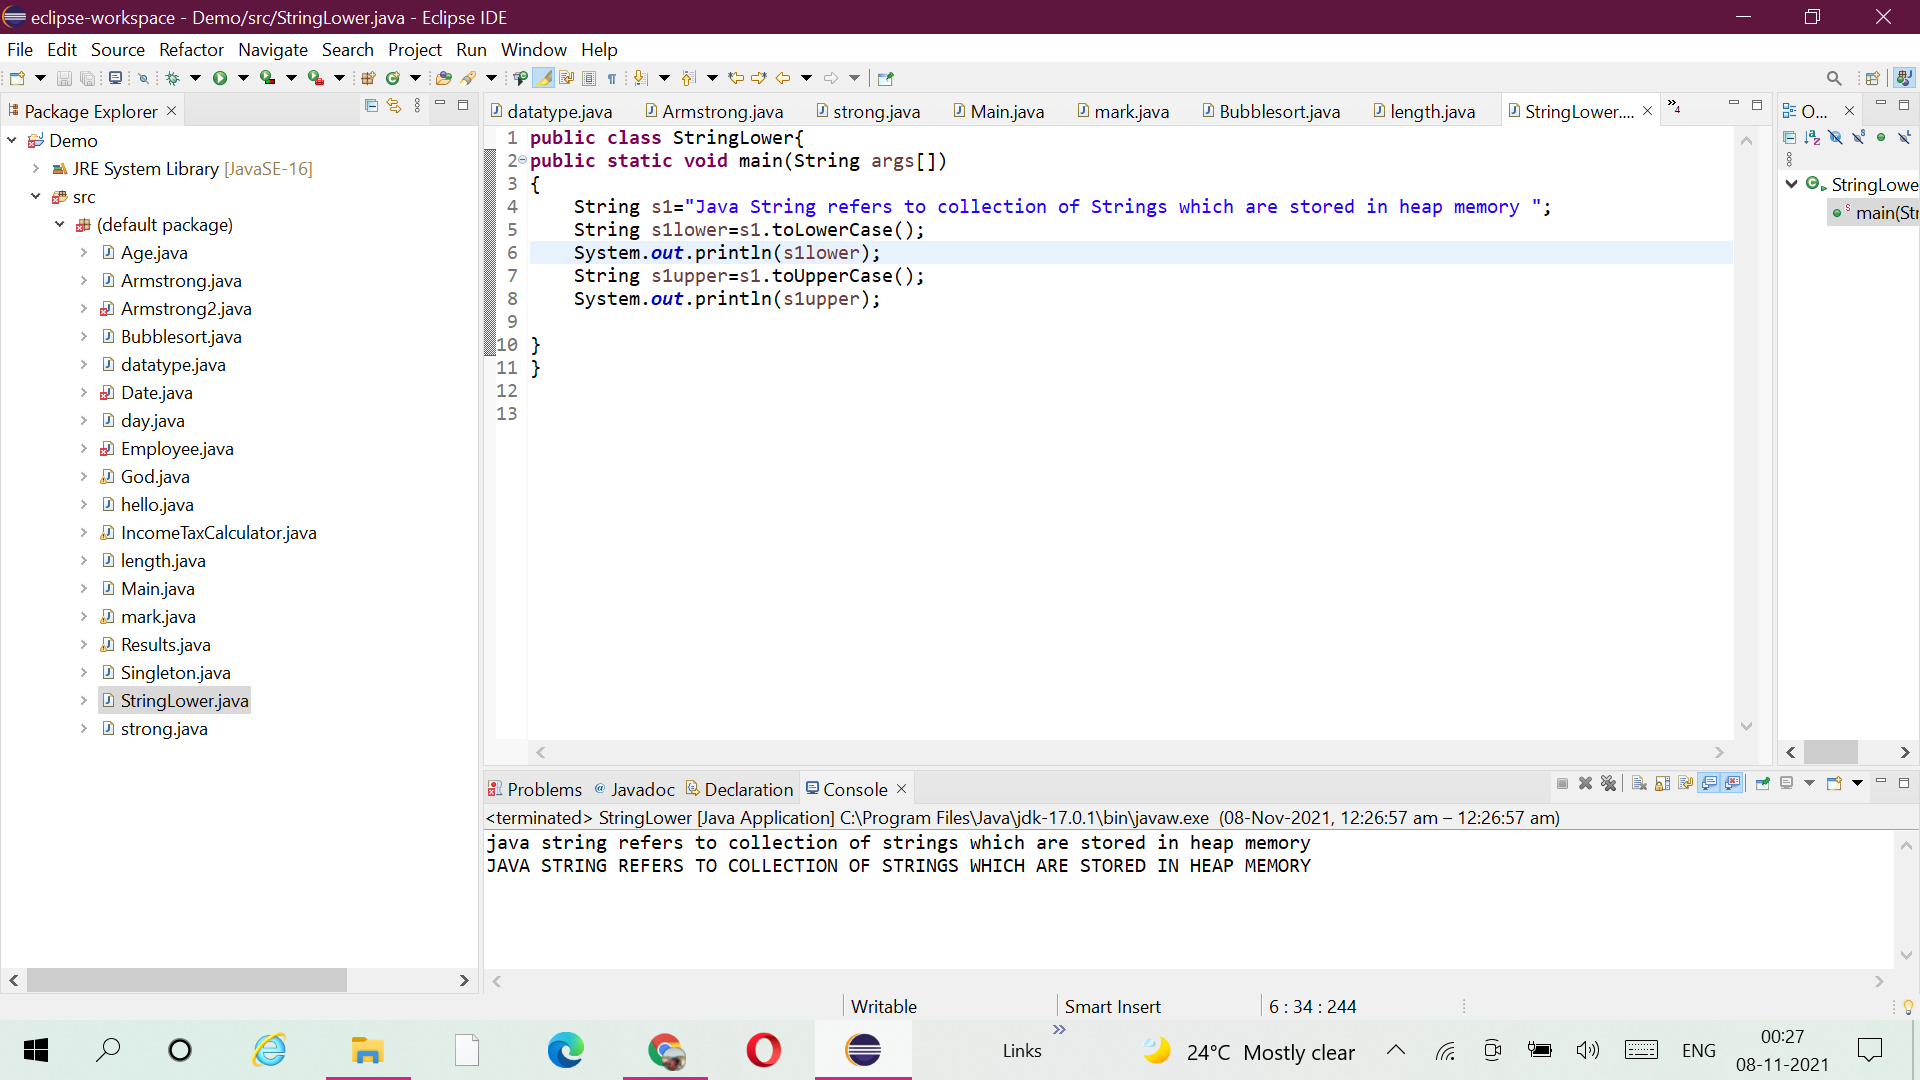 eclipse-workspace - Demo/src/StringLower.java - Eclipse IDE
File Edit Source Refactor Navigate Search Project Run Window Help
Package Explorer
Demo
JRE System Library [JavaSE-16]
src
(default package)
Age.java
Armstrong.java
Armstrong2.java
Bubblesort.java
datatype.java
Date.java
day.java
Employee.java
God.java
hello.java
IncomeTaxCalculator.java
length.java
Main.java
mark.java
Results.java
Singleton.java
StringLower.java
strong.java
datatype.java Armstrong.java strong.java Main.java mark.java Bubblesort.java length.java StringLower.... »4
1 public class StringLower{
2 public static void main(String args[])
3 {
4 String s1="Java String refers to collection of Strings which are stored in heap memory ";
5 String s1lower=s1.toLowerCase();
6 System.out.println(s1lower);
7 String s1upper=s1.toUpperCase();
8 System.out.println(s1upper);
9
10 }
11 }
12
13
O...
StringLowe
main(Str
Problems @ Javadoc Declaration Console
<terminated> StringLower [Java Application] C:\Program Files\Java\jdk-17.0.1\bin\javaw.exe (08-Nov-2021, 12:26:57 am – 12:26:57 am)
java string refers to collection of strings which are stored in heap memory
JAVA STRING REFERS TO COLLECTION OF STRINGS WHICH ARE STORED IN HEAP MEMORY
Writable Smart Insert 6 : 34 : 244
Links 24°C Mostly clear ENG 00:27
08-11-2021